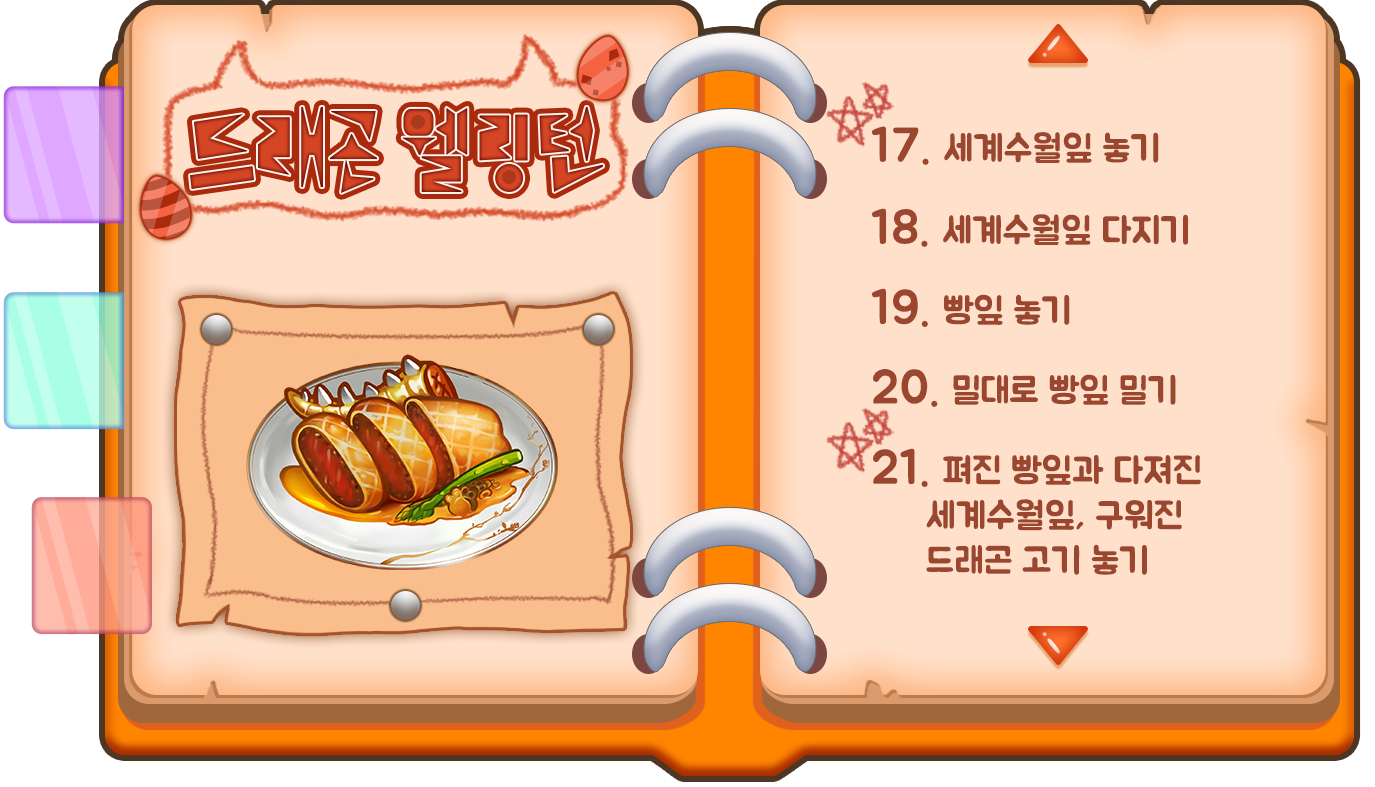 드래곤 웰링턴
17. 세계수월잎 놓기
18. 세계수월잎 다지기
19. 빵잎 놓기
20. 밀대로 빵잎 밀기
21. 펴진 빵잎과 다져진
세계수월잎, 구워진
드래곤 고기 놓기